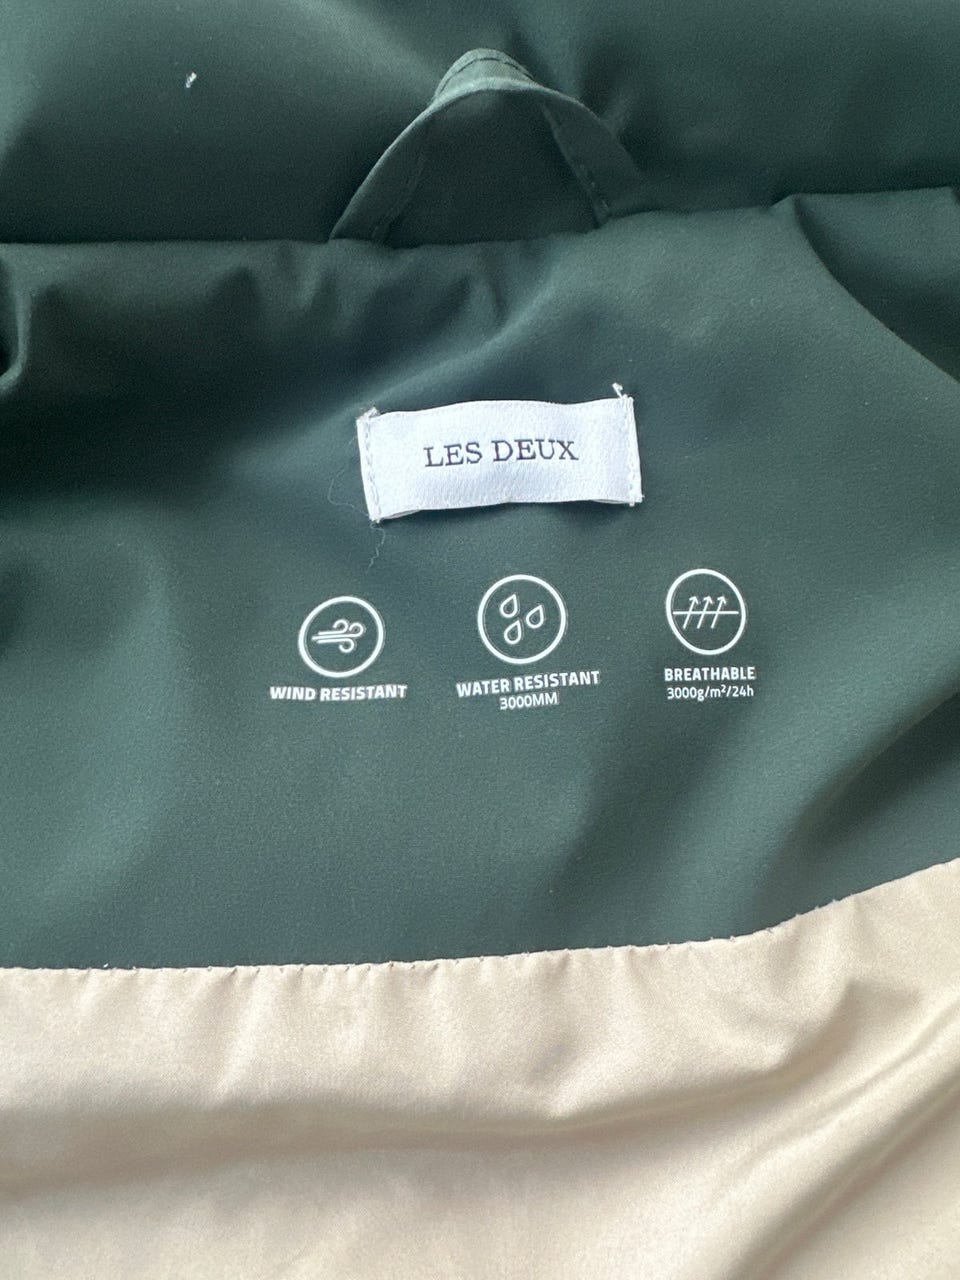 LES DEUX
WIND RESISTANT
WATER RESISTANT
3000MM
BREATHABLE
3000g/m²/24h